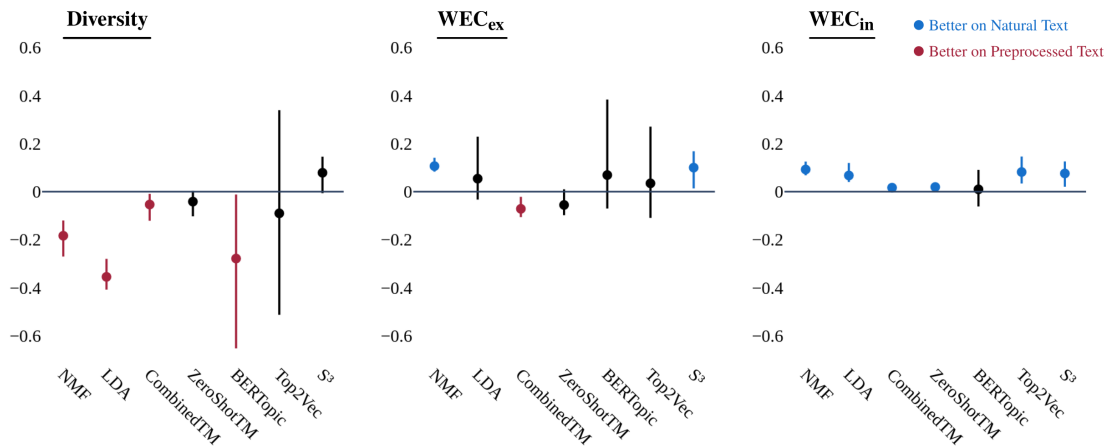 Diversity
0.6
0.4
0.2
0
−0.2
−0.4
−0.6
NMF
LDA
CombinedTM
ZeroShotTM
BERTopic
Top2Vec
S³
WECex
0.6
0.4
0.2
0
−0.2
−0.4
−0.6
NMF
LDA
CombinedTM
ZeroShotTM
BERTopic
Top2Vec
S³
WECin
Better on Natural Text
Better on Preprocessed Text
0.6
0.4
0.2
0
−0.2
−0.4
−0.6
NMF
LDA
CombinedTM
ZeroShotTM
BERTopic
Top2Vec
S³